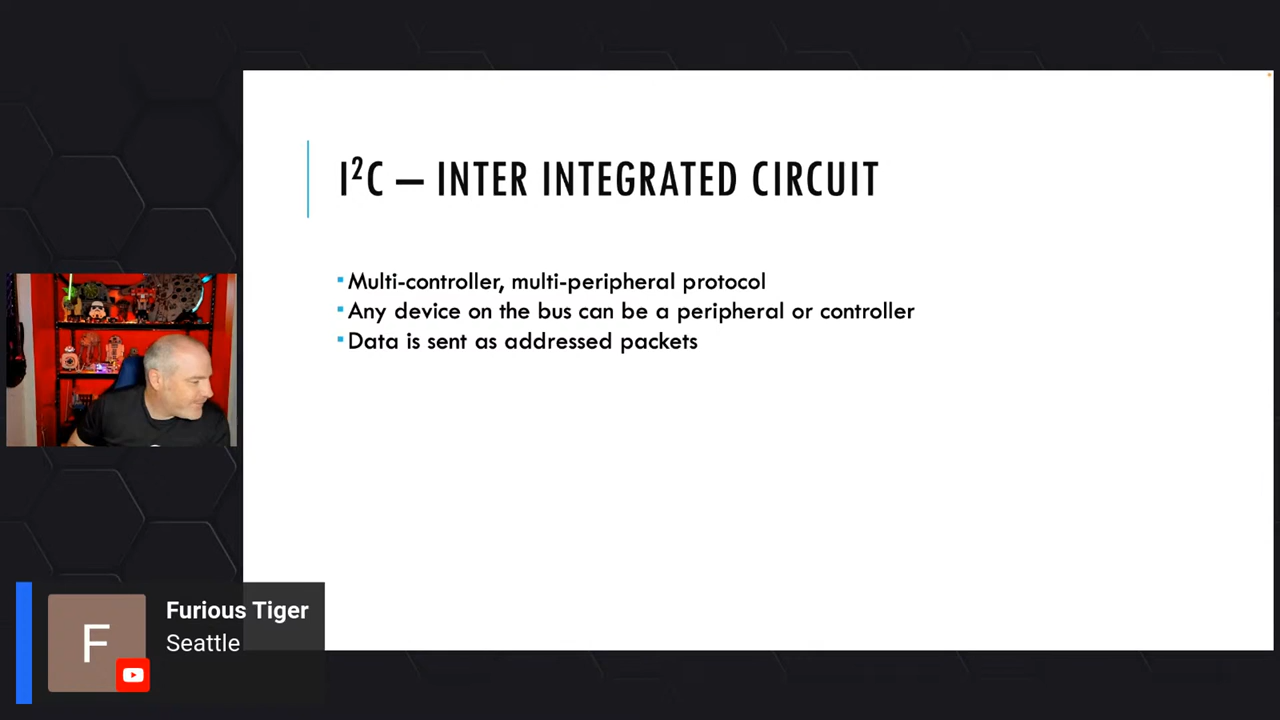 I²C – INTER INTEGRATED CIRCUIT
▪Multi-controller, multi-peripheral protocol
▪Any device on the bus can be a peripheral or controller
▪Data is sent as addressed packets
F
Furious Tiger
Seattle